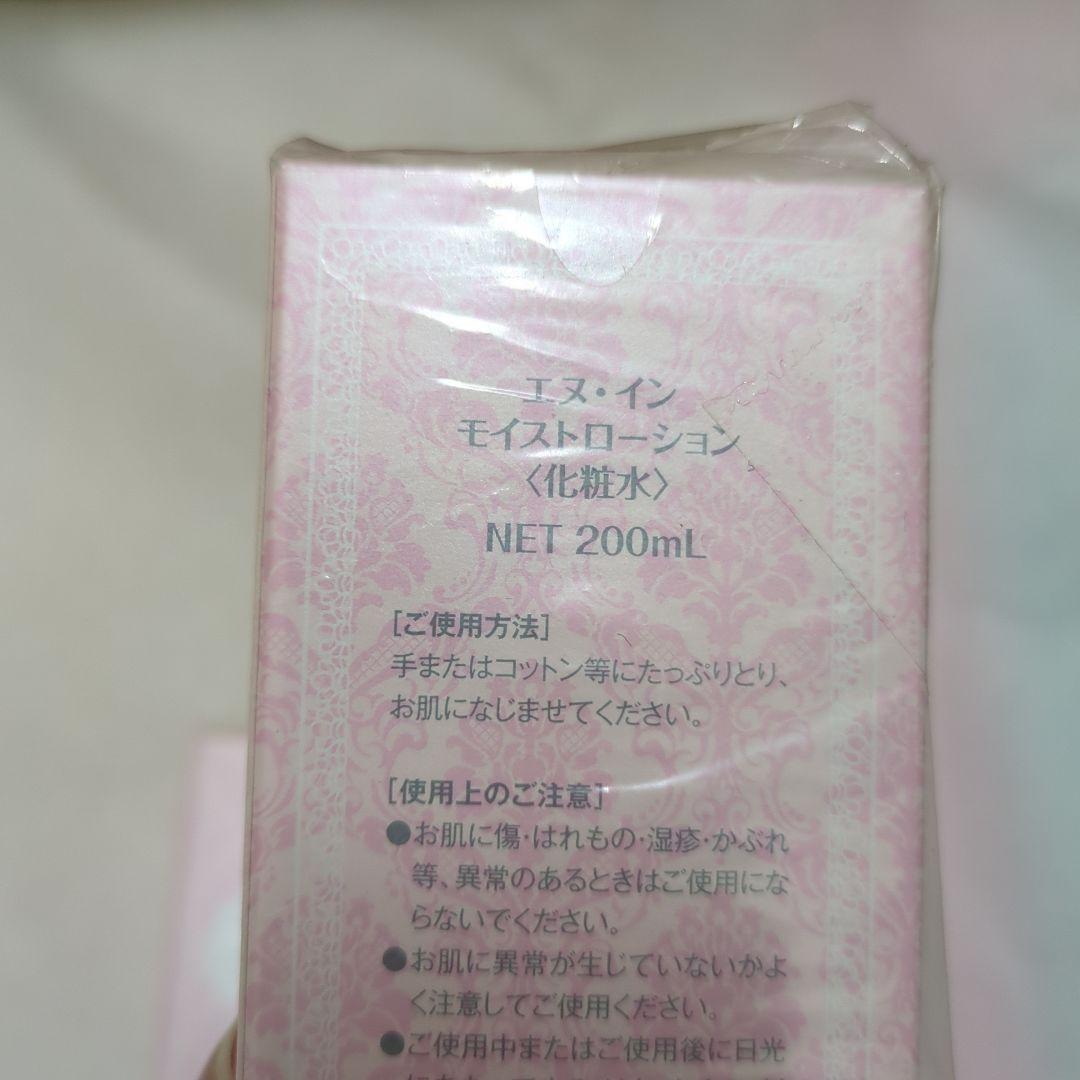 エヌ・イン
モイストローション
〈化粧水〉
NET 200mL
[ご使用方法]
手またはコットン等にたっぷりとり、
お肌になじませてください。
[使用上のご注意]
●お肌に傷・はれもの・湿疹・かぶれ
等、異常のあるときはご使用にな
らないでください。
●お肌に異常が生じていないかよ
く注意してご使用ください。
●ご使用中またはご使用後に日光